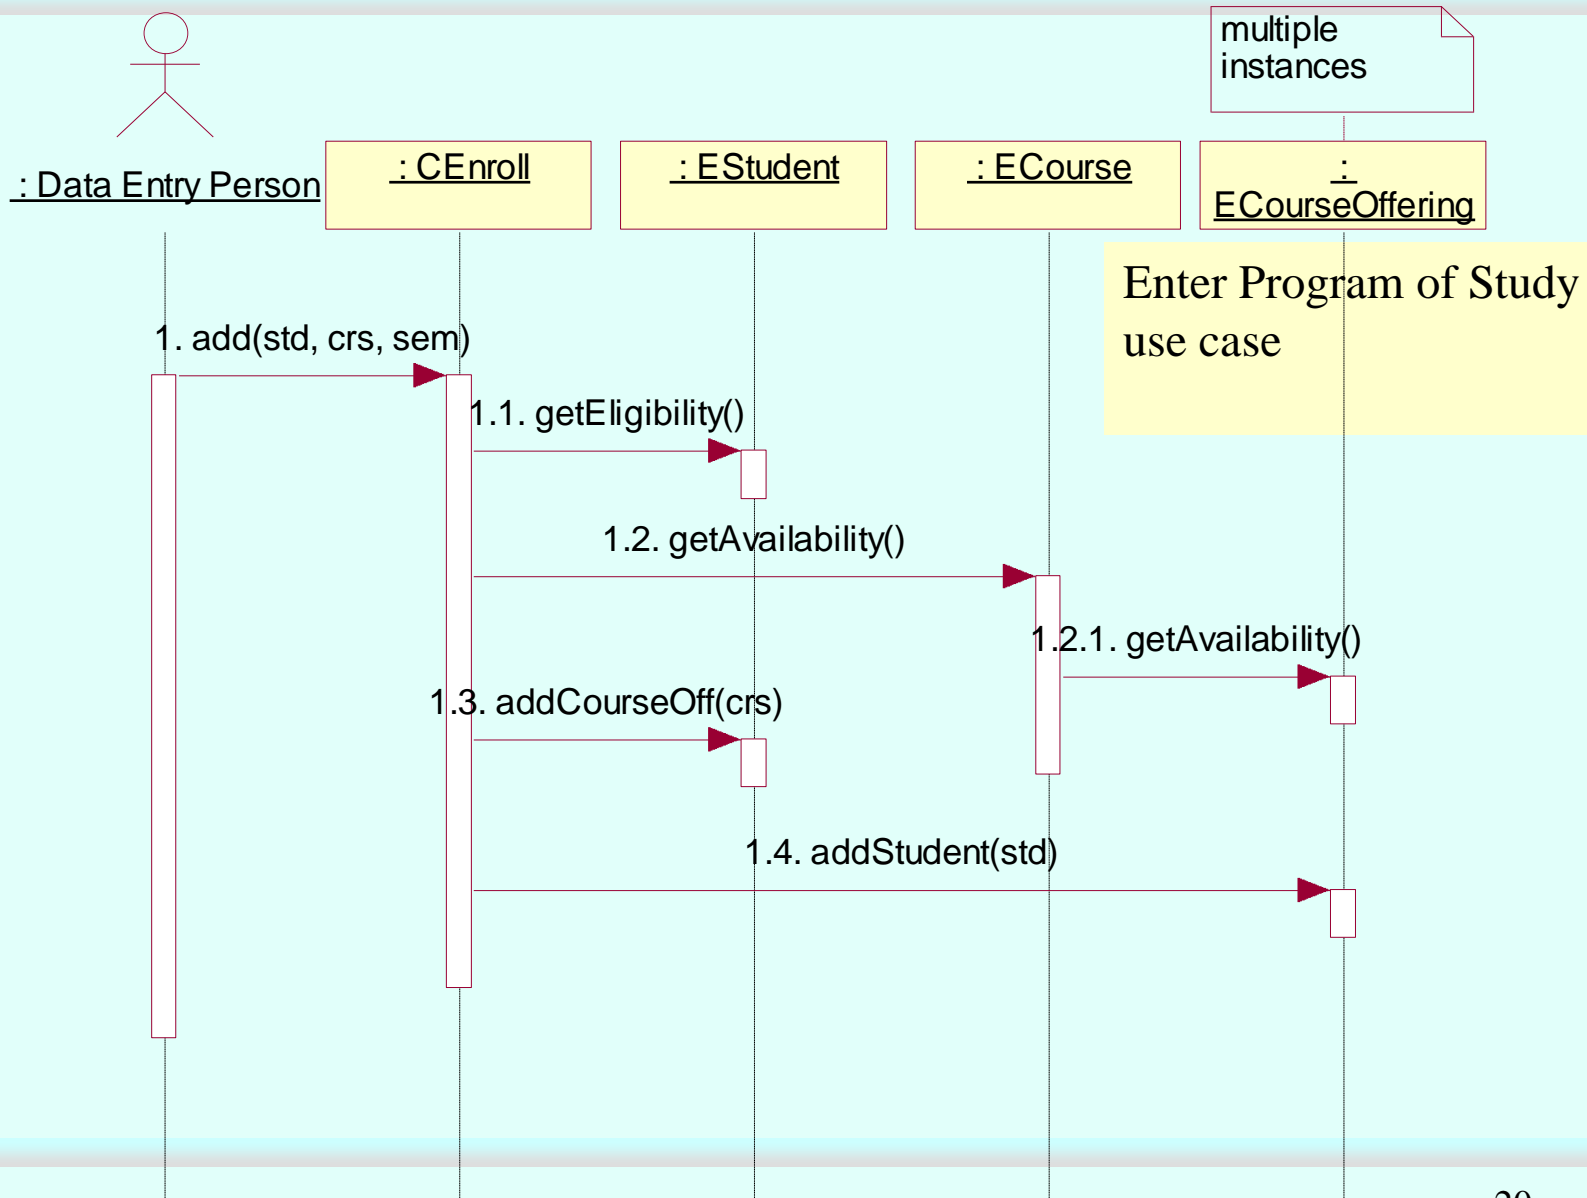 multiple
instances
: Data Entry Person
: CEnroll
: EStudent
: ECourse
:
ECourseOffering
Enter Program of Study
use case
1. add(std, crs, sem)
1.1. getEligibility()
1.2. getAvailability()
1.2.1. getAvailability()
1.3. addCourseOff(crs)
1.4. addStudent(std)